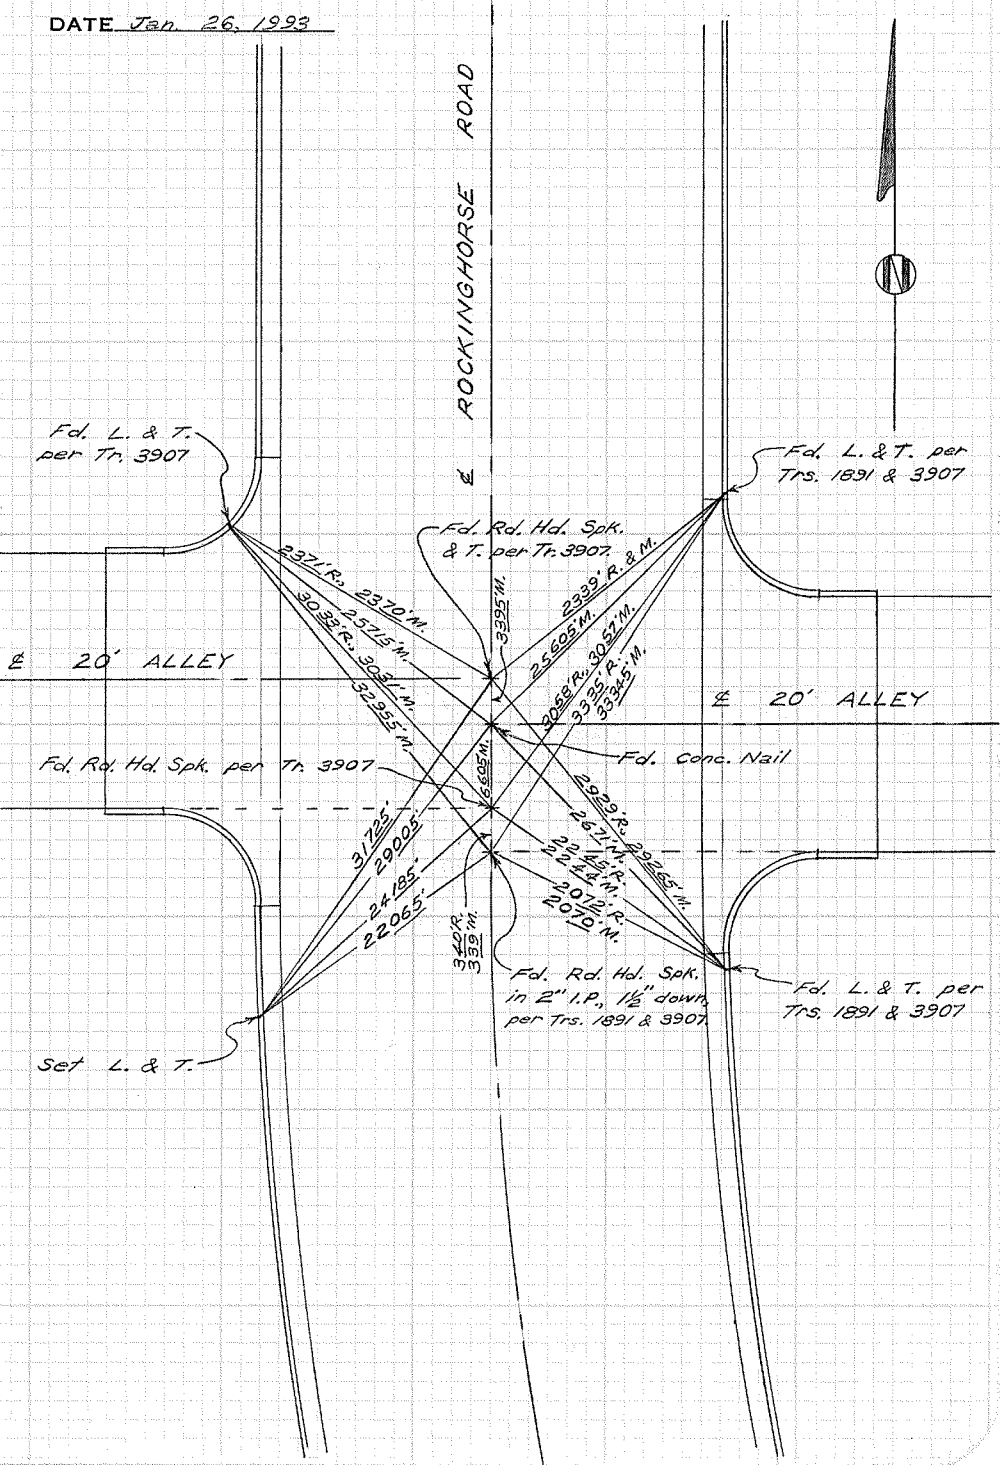 DATE Jan. 26, 1993
℄ ROCKINGHORSE ROAD
N
Fd. L. & T.
per Tr. 3907
Fd. L. & T. per
Trs. 1891 & 3907
Fd. Rd. Hd. Spk.
& T. per Tr. 3907
2371' R., 2370' M.
25715' M.
3033' R., 3031' M.
32955' M.
2339' R. & M.
25605' M.
3058' R., 3057' M.
3335' R.
33345' M.
3395' M.
℄ 20' ALLEY
℄ 20' ALLEY
Fd. Conc. Nail
Fd. Rd. Hd. Spk. per Tr. 3907
6605 M.
31725'
29005'
24185'
22065'
2929' R.,
29265' M.
2671' M.
2245' R.
2244' M.
2072' R.
2070' M.
340' R.
339' M.
Fd. Rd. Hd. Spk.
in 2" I.P., 1½" down,
per Trs. 1891 & 3907.
Fd. L. & T. per
Trs. 1891 & 3907
Set L. & T.